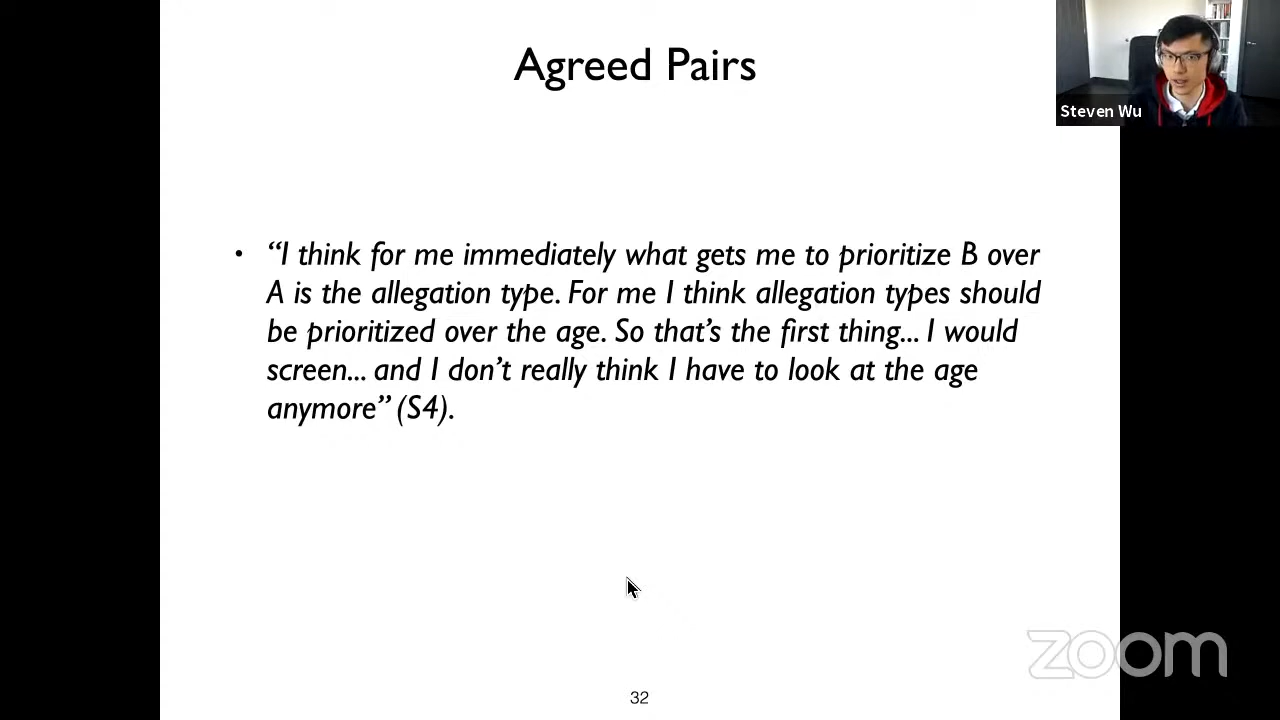 Agreed Pairs
Steven Wu
• “I think for me immediately what gets me to prioritize B over
A is the allegation type. For me I think allegation types should
be prioritized over the age. So that’s the first thing... I would
screen... and I don’t really think I have to look at the age
anymore” (S4).
zoom
32